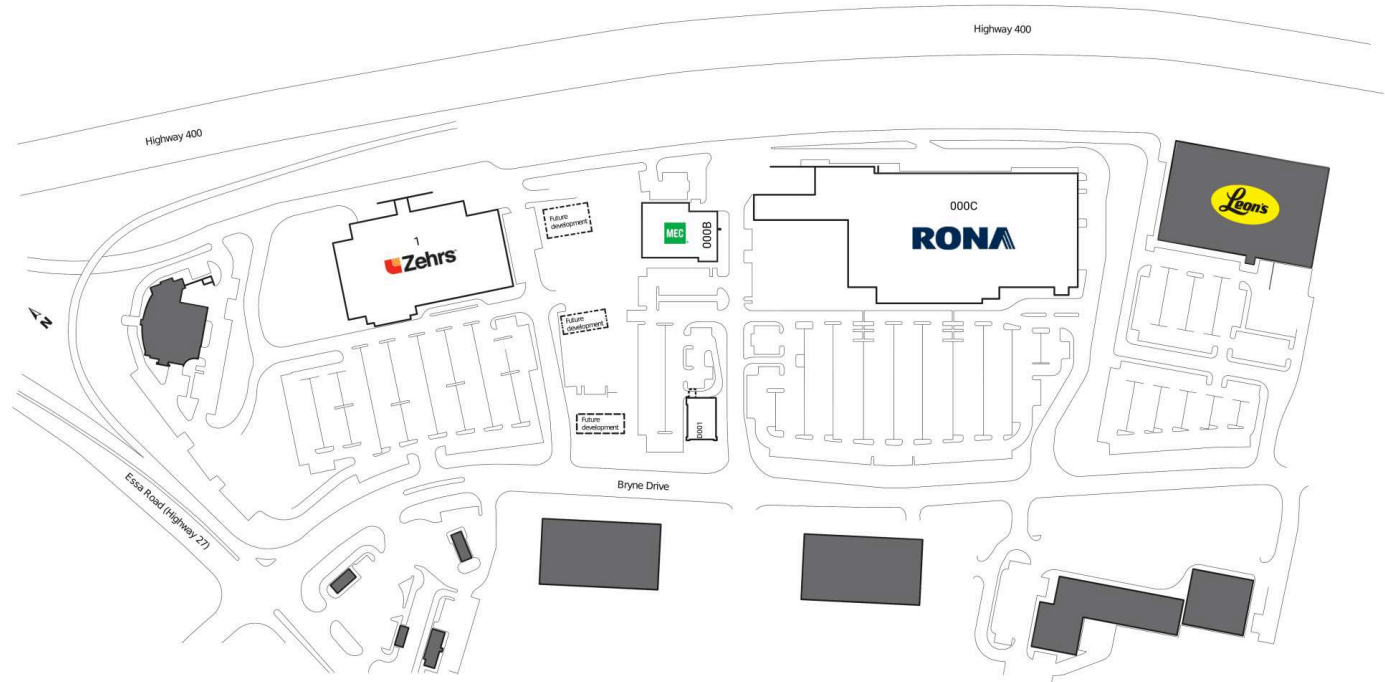 Highway 400
Highway 400
Leon's
000C
RONA
Future
development
MEC
000B
1
Zehrs
N
Future
development
Future
development
D001
Bryne Drive
Essa Road (Highway 27)